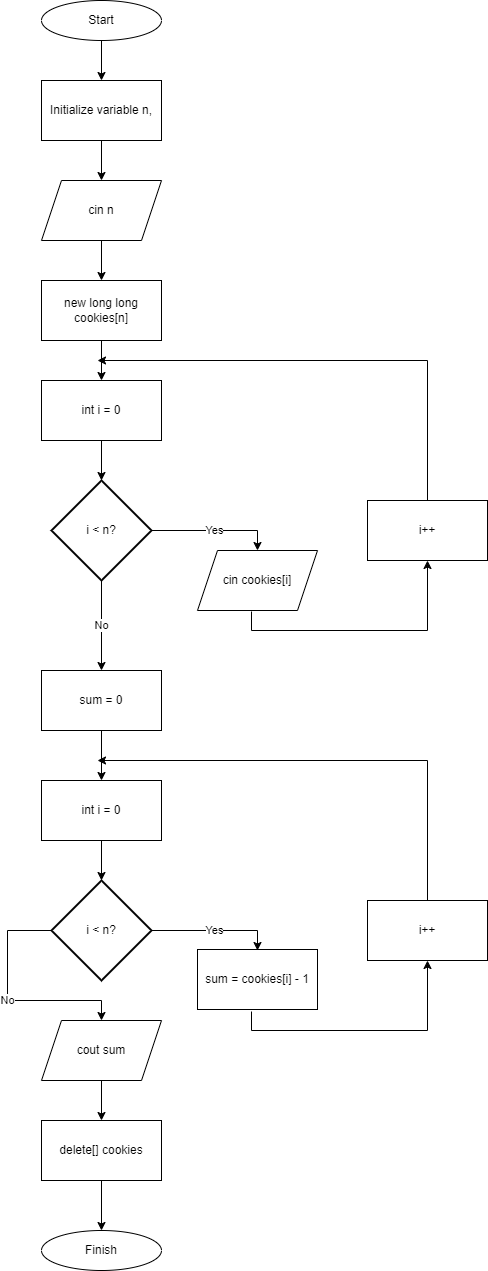 Start
Initialize variable n,
cin n
new long long
cookies[n]
int i = 0
i < n?
Yes
cin cookies[i]
i++
No
sum = 0
int i = 0
i < n?
Yes
sum = cookies[i] - 1
i++
No
cout sum
delete[] cookies
Finish